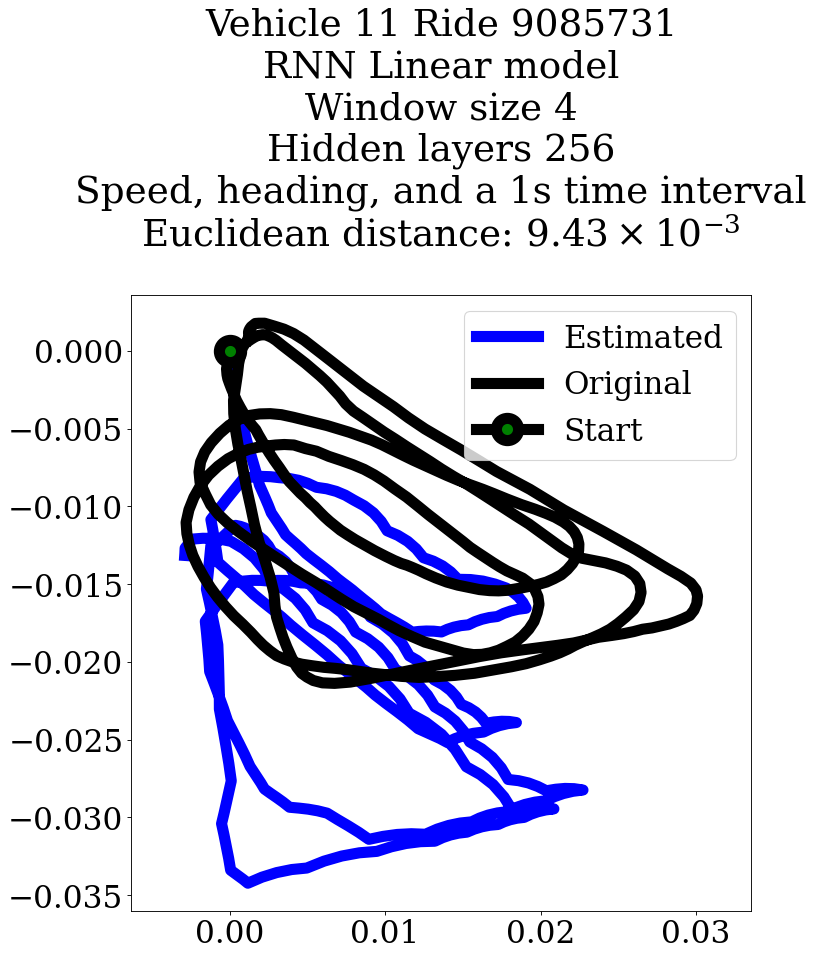 Vehicle 11 Ride 9085731
RNN Linear model
Window size 4
Hidden layers 256
Speed, heading, and a 1s time interval
Euclidean distance: 9.43 × 10⁻³
Estimated
Original
Start
0.000
−0.005
−0.010
−0.015
−0.020
−0.025
−0.030
−0.035
0.00 0.01 0.02 0.03